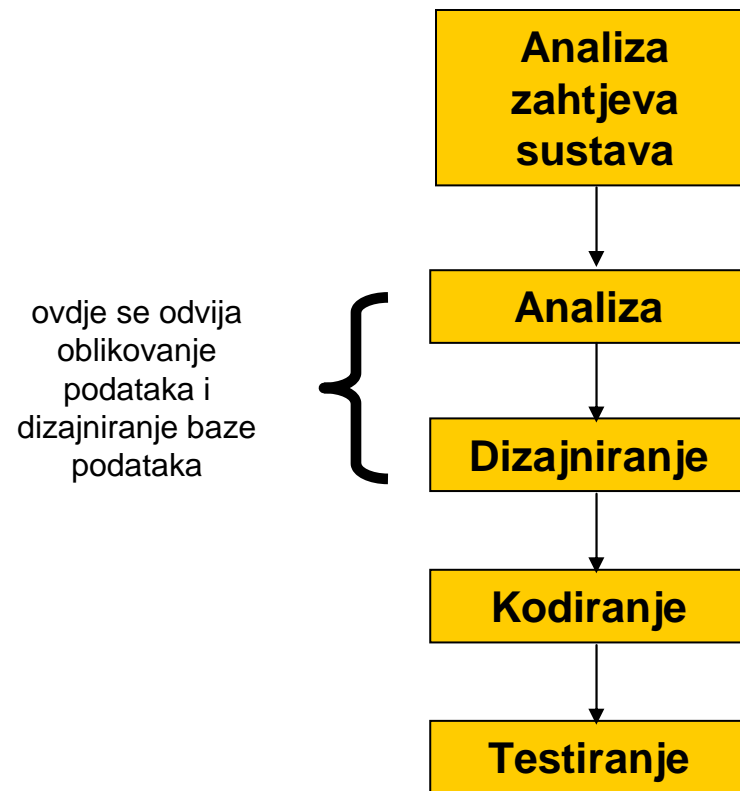 Analiza
zahtjeva
sustava
ovdje se odvija
oblikovanje
podataka i
dizajniranje baze
podataka
Analiza
Dizajniranje
Kodiranje
Testiranje